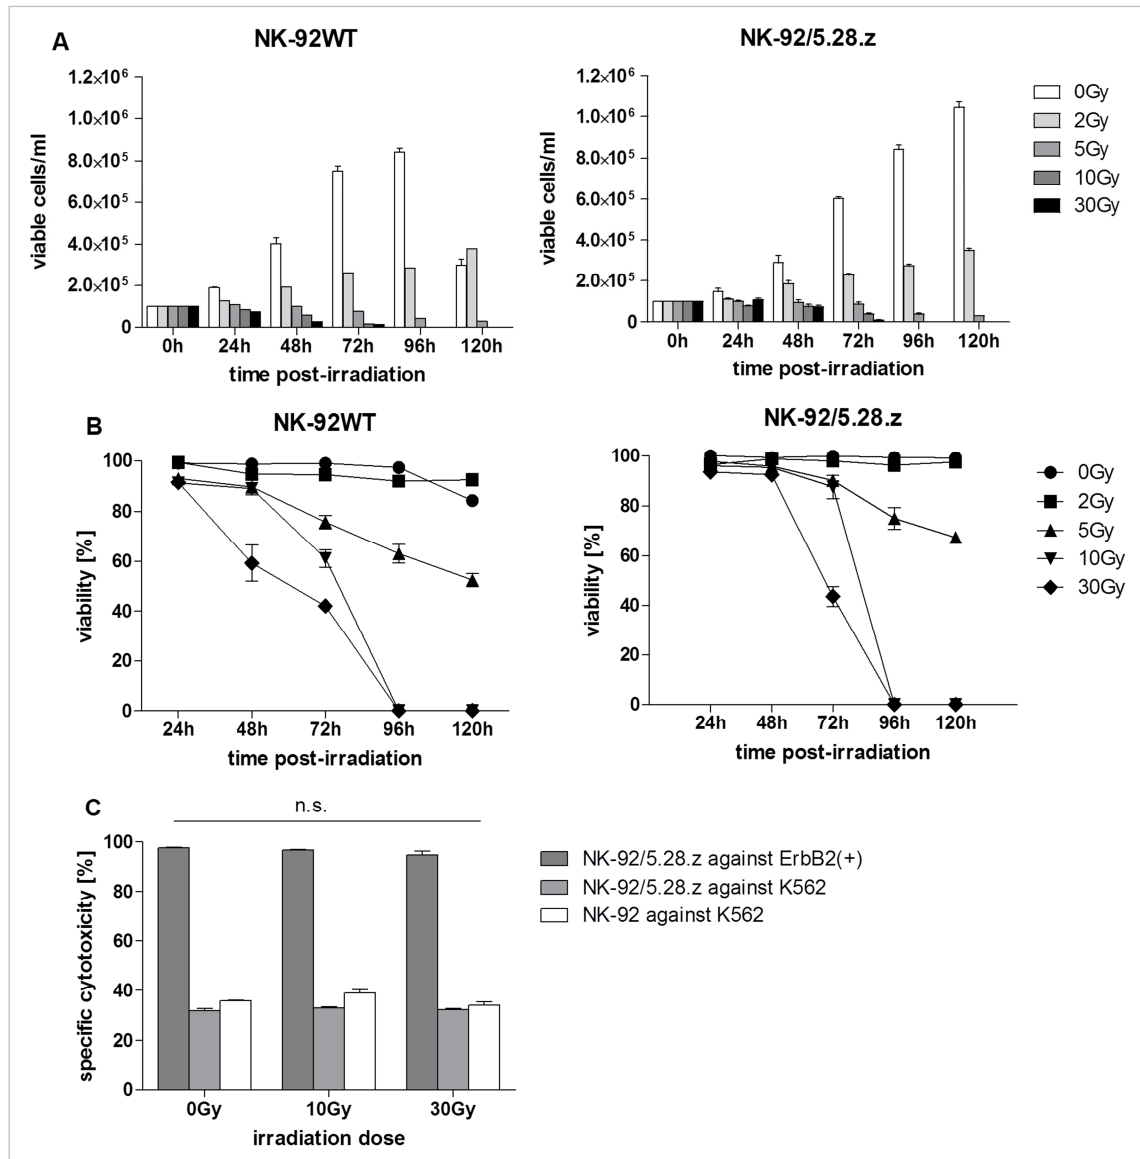 A
NK-92WT
NK-92/5.28.z
viable cells/ml
1.2×10⁶
1.0×10⁶
8.0×10⁵
6.0×10⁵
4.0×10⁵
2.0×10⁵
0
0h 24h 48h 72h 96h 120h
time post-irradiation
viable cells/ml
1.2×10⁶
1.0×10⁶
8.0×10⁵
6.0×10⁵
4.0×10⁵
2.0×10⁵
0
0h 24h 48h 72h 96h 120h
time post-irradiation
0Gy
2Gy
5Gy
10Gy
30Gy
B
NK-92WT
NK-92/5.28.z
viability [%]
100
80
60
40
20
0
24h 48h 72h 96h 120h
time post-irradiation
viability [%]
100
80
60
40
20
0
24h 48h 72h 96h 120h
time post-irradiation
0Gy
2Gy
5Gy
10Gy
30Gy
C
n.s.
specific cytotoxicity [%]
100
80
60
40
20
0
0Gy 10Gy 30Gy
irradiation dose
NK-92/5.28.z against ErbB2(+)
NK-92/5.28.z against K562
NK-92 against K562